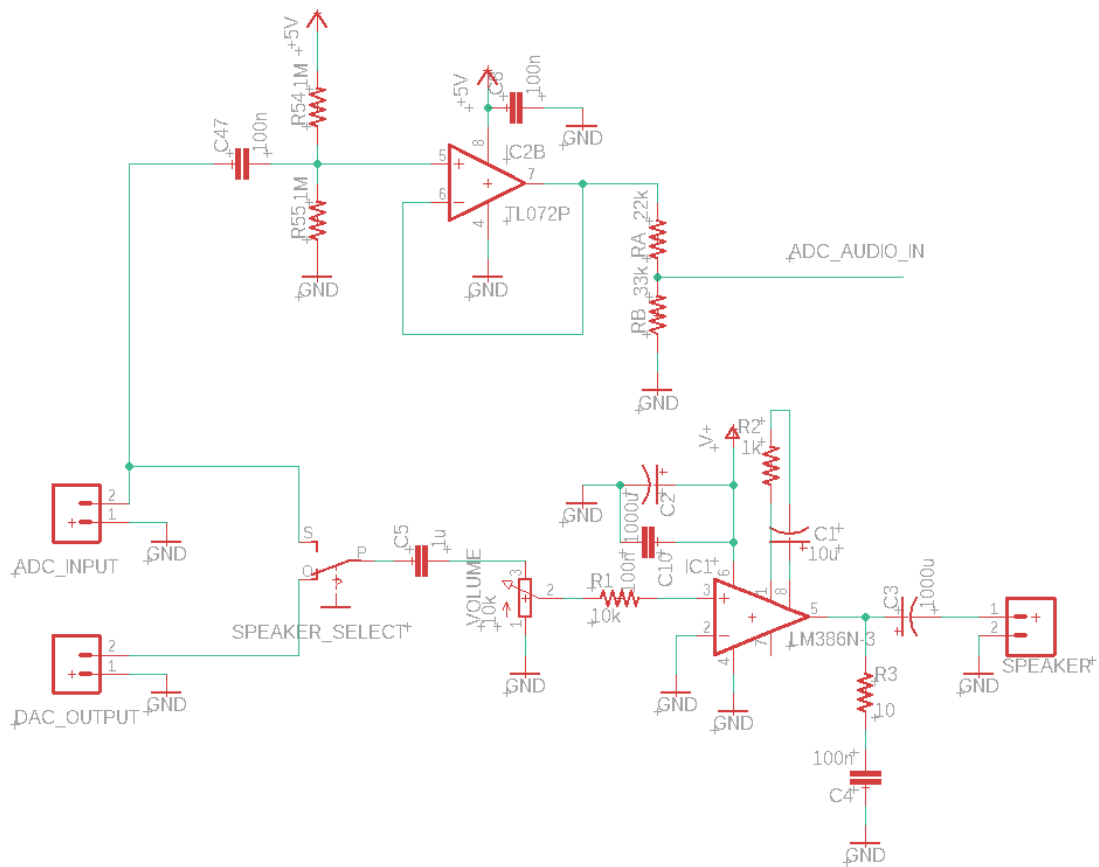 +5V
R54 1M
C47
100n
R55 1M
GND
+5V
C6
100n
GND
8
IC2B
5
6
7
4
TL072P
GND
RA 22k
RB 33k
ADC_AUDIO_IN
GND
2
1
ADC_INPUT
GND
S
O
P
SPEAKER_SELECT
C5
1u
VOLUME
10k
3
2
1
GND
2
1
DAC_OUTPUT
GND
R1
10k
GND
1000u
C2
100n
C10
V+
R2
1k
C1
10u
IC1
6
1
8
3
2
5
4
7
LM386N-3
GND
GND
C3
1000u
1
2
SPEAKER
GND
R3
10
100n
C4
GND